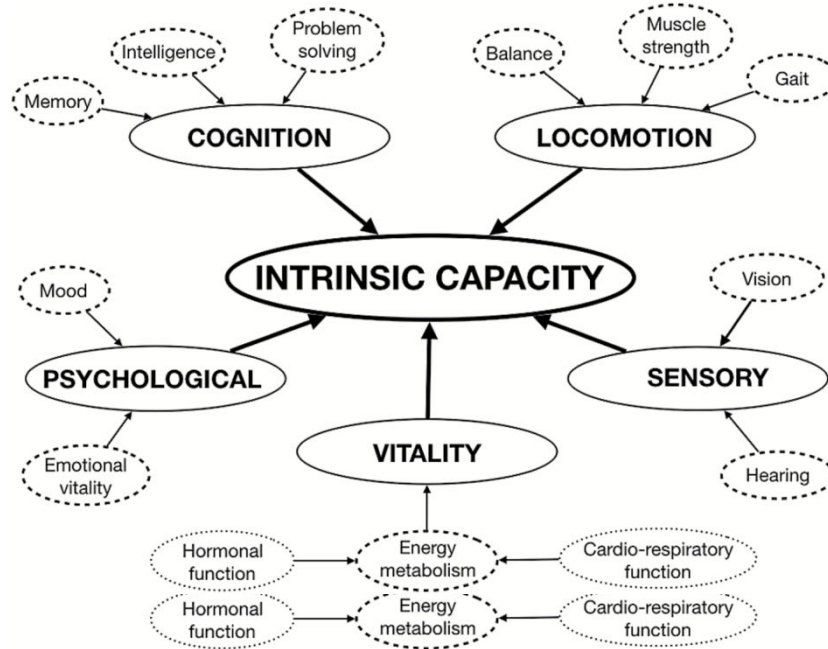 Intelligence
Problem
solving
Memory
COGNITION
Balance
Muscle
strength
Gait
LOCOMOTION
INTRINSIC CAPACITY
Mood
PSYCHOLOGICAL
Emotional
vitality
VITALITY
Vision
SENSORY
Hearing
Hormonal
function
Energy
metabolism
Cardio-respiratory
function
Hormonal
function
Energy
metabolism
Cardio-respiratory
function